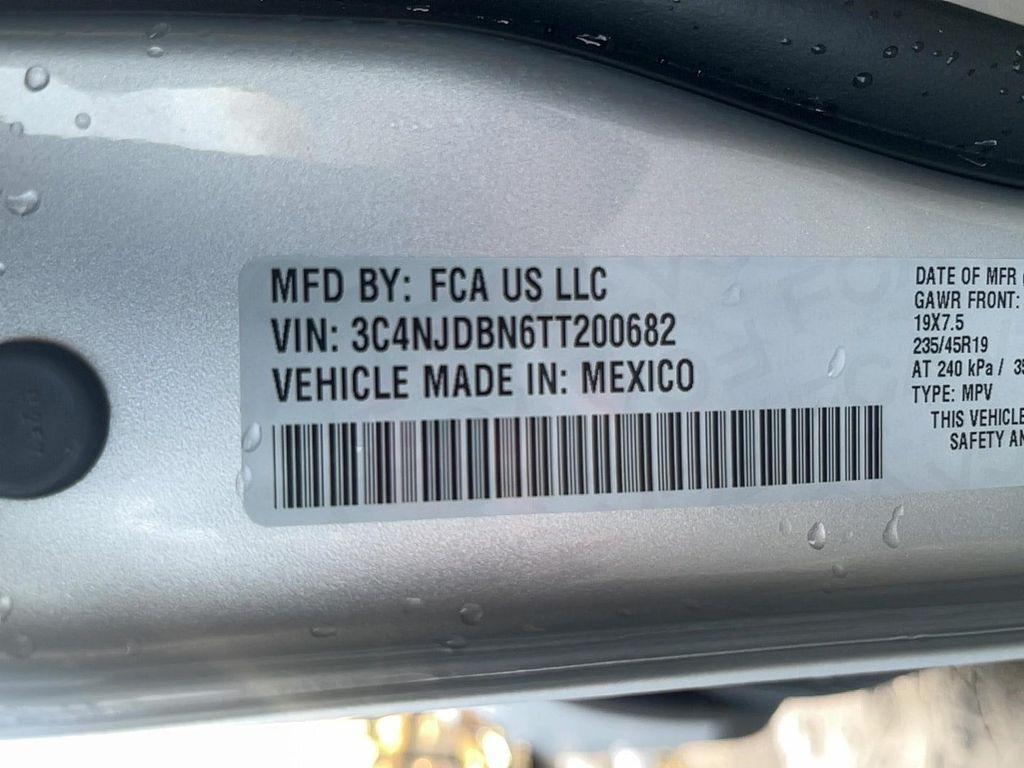 MFD BY: FCA US LLC
VIN: 3C4NJDBN6TT200682
VEHICLE MADE IN: MEXICO
DATE OF MFR
GAWR FRONT:
19X7.5
235/45R19
AT 240 kPa / 35
TYPE: MPV
THIS VEHICLE
SAFETY AN